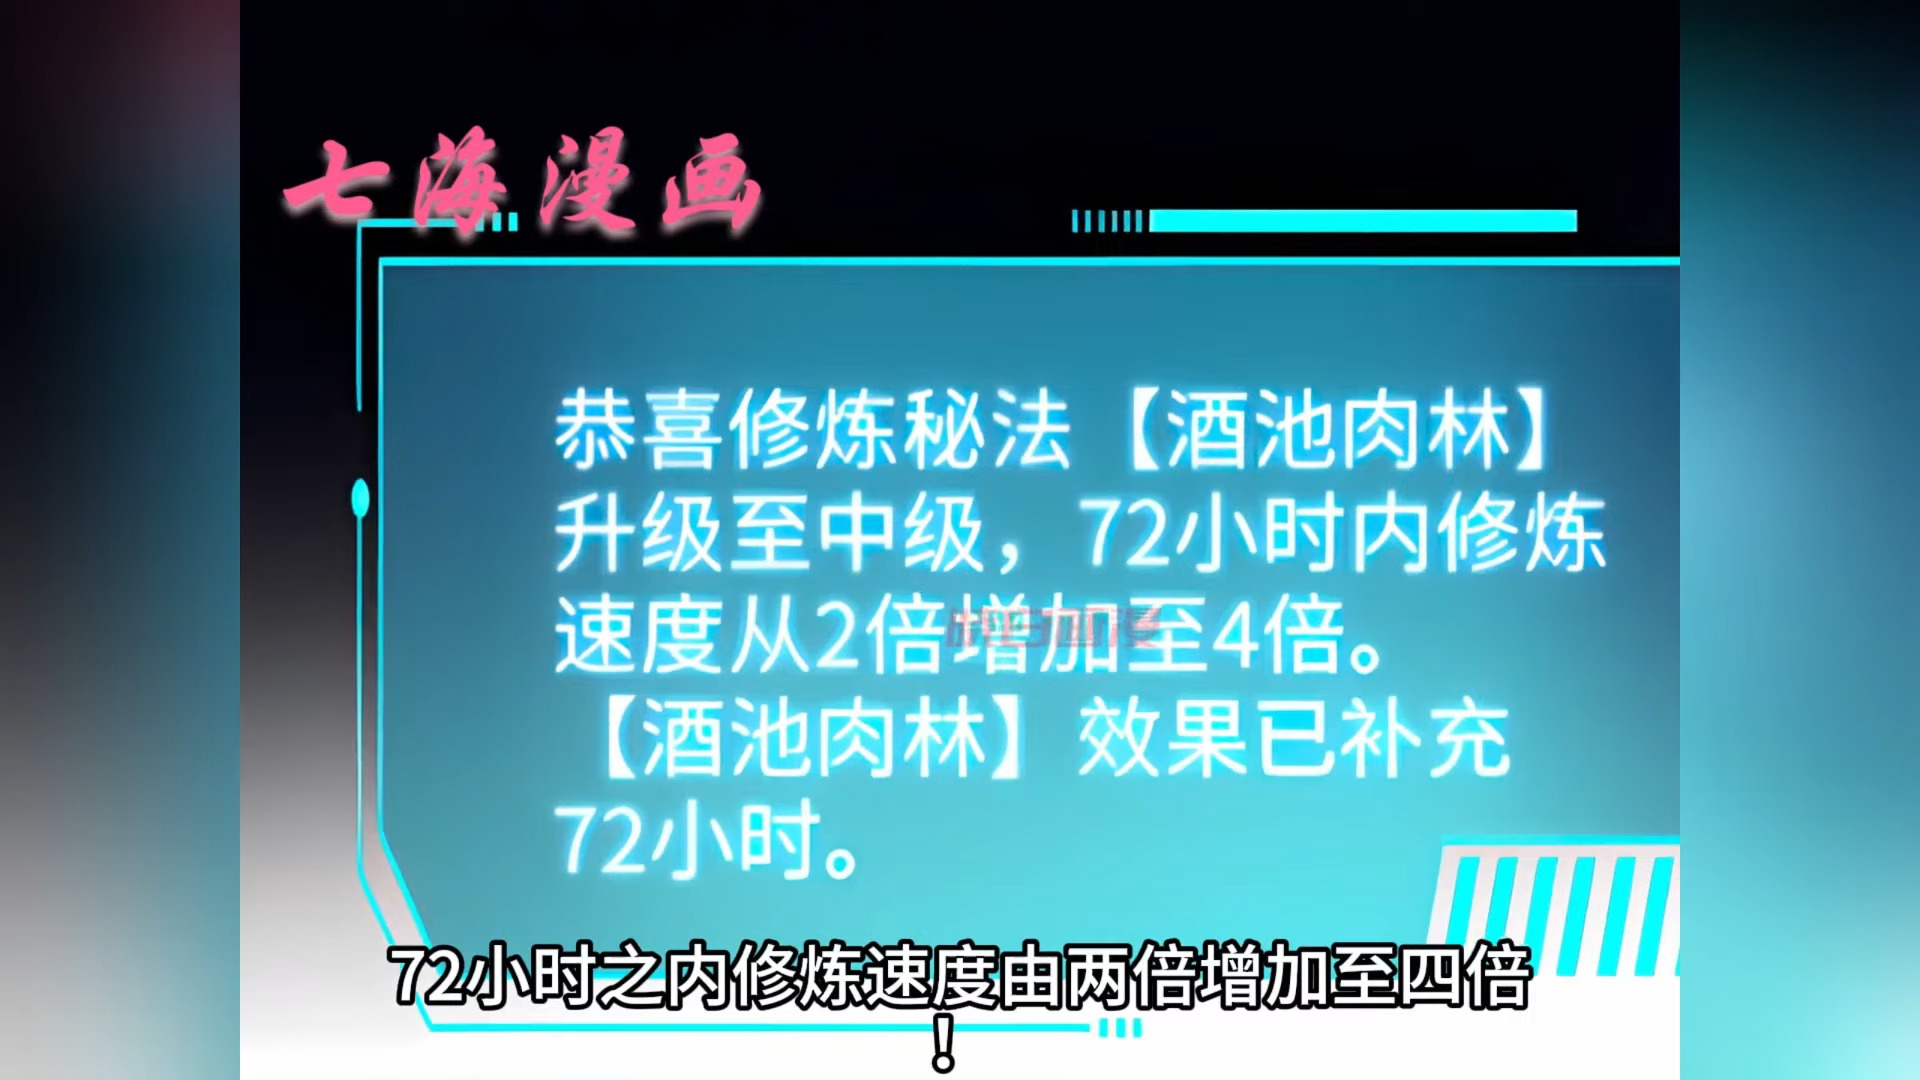 七海漫画
恭喜修炼秘法【酒池肉林】
升级至中级，72小时内修炼
速度从2倍增加至4倍。
【酒池肉林】效果已补充
72小时。
72小时之内修炼速度由两倍增加至四倍
！